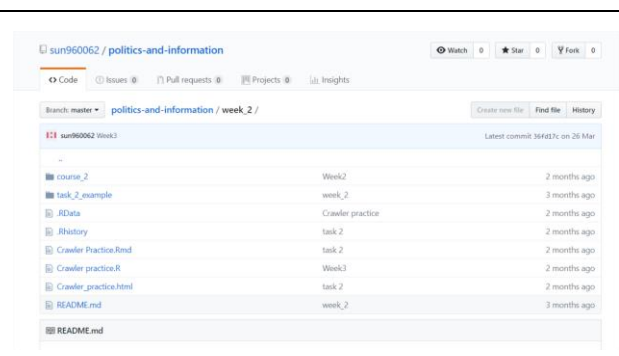 sun960062 / politics-and-information
Watch 0 Star 0 Fork 0
Code Issues 0 Pull requests 0 Projects 0 Insights
Branch: master politics-and-information / week_2 /
Create new file Find file History
sun960062 Week3 Latest commit 36fd17c on 26 Mar
..
course_2 Week2 2 months ago
task_2_example week_2 3 months ago
.RData Crawler practice 2 months ago
.Rhistory task 2 2 months ago
Crawler Practice.Rmd task 2 2 months ago
Crawler practice.R Week3 2 months ago
Crawler_practice.html task 2 2 months ago
README.md week_2 3 months ago
README.md